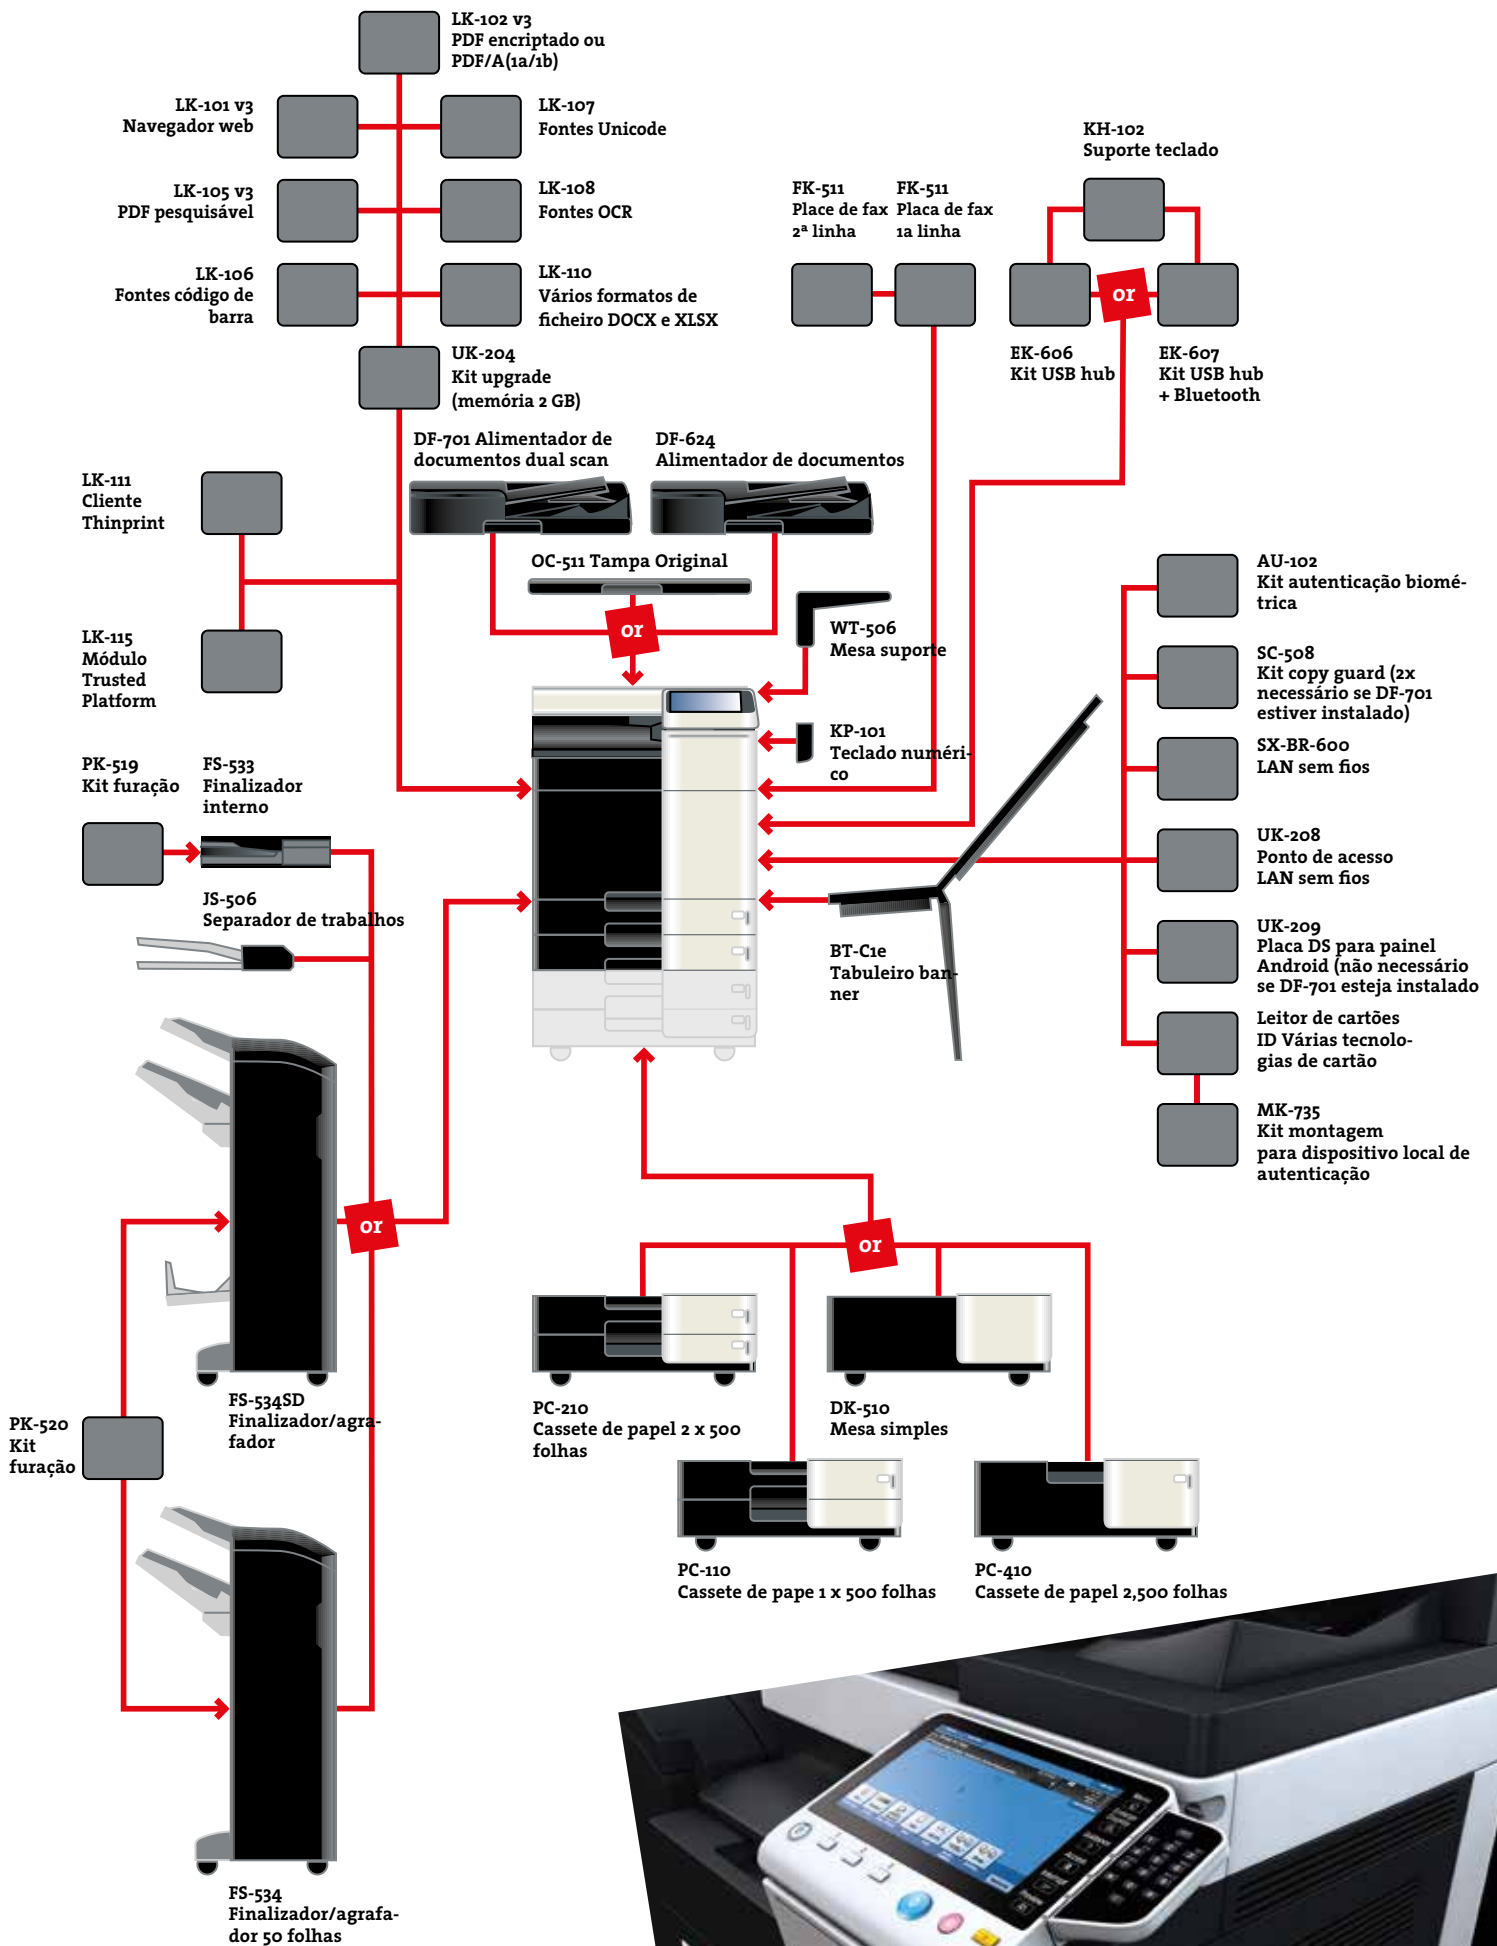 LK-102 v3
PDF encriptado ou
PDF/A(1a/1b)
LK-101 v3
Navegador web
LK-107
Fontes Unicode
LK-105 v3
PDF pesquisável
LK-108
Fontes OCR
LK-106
Fontes código de
barra
LK-110
Vários formatos de
ficheiro DOCX e XLSX
UK-204
Kit upgrade
(memória 2 GB)
KH-102
Suporte teclado
FK-511
Place de fax
2ª linha
FK-511
Placa de fax
1a linha
or
EK-606
Kit USB hub
EK-607
Kit USB hub
+ Bluetooth
DF-701 Alimentador de
documentos dual scan
DF-624
Alimentador de documentos
LK-111
Cliente
Thinprint
OC-511 Tampa Original
or
LK-115
Módulo
Trusted
Platform
WT-506
Mesa suporte
KP-101
Teclado numéri-
co
AU-102
Kit autenticação biomé-
trica
SC-508
Kit copy guard (2x
necessário se DF-701
estiver instalado)
SX-BR-600
LAN sem fios
UK-208
Ponto de acesso
LAN sem fios
UK-209
Placa DS para painel
Android (não necessário
se DF-701 esteja instalado
Leitor de cartões
ID Várias tecnolo-
gias de cartão
MK-735
Kit montagem
para dispositivo local de
autenticação
PK-519
Kit furação
FS-533
Finalizador
interno
JS-506
Separador de trabalhos
BT-C1e
Tabuleiro ban-
ner
or
or
FS-534SD
Finalizador/agra-
fador
PK-520
Kit
furação
PC-210
Cassete de papel 2 x 500
folhas
DK-510
Mesa simples
PC-110
Cassete de pape 1 x 500 folhas
PC-410
Cassete de papel 2,500 folhas
FS-534
Finalizador/agrafa-
dor 50 folhas